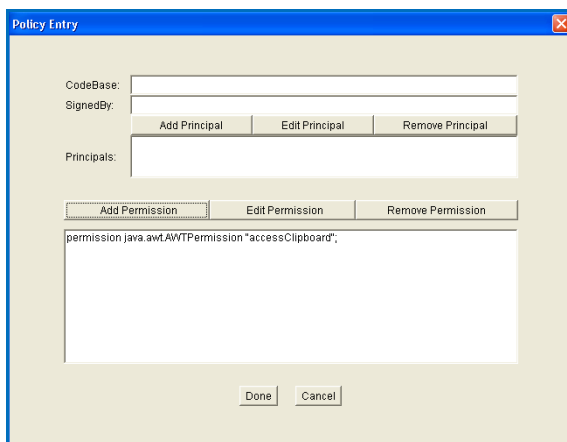 Policy Entry
CodeBase:
SignedBy:
Add Principal Edit Principal Remove Principal
Principals:
Add Permission Edit Permission Remove Permission
permission java.awt.AWTPermission "accessClipboard";
Done Cancel